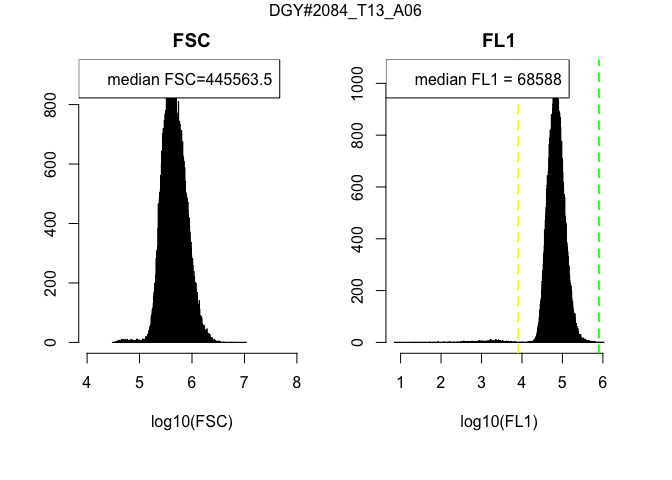 DGY#2084_T13_A06
FSC
median FSC=445563.5
0
200
400
600
800
4 5 6 7 8
log10(FSC)
FL1
median FL1 = 68588
0
200
400
600
800
1000
1 2 3 4 5 6
log10(FL1)